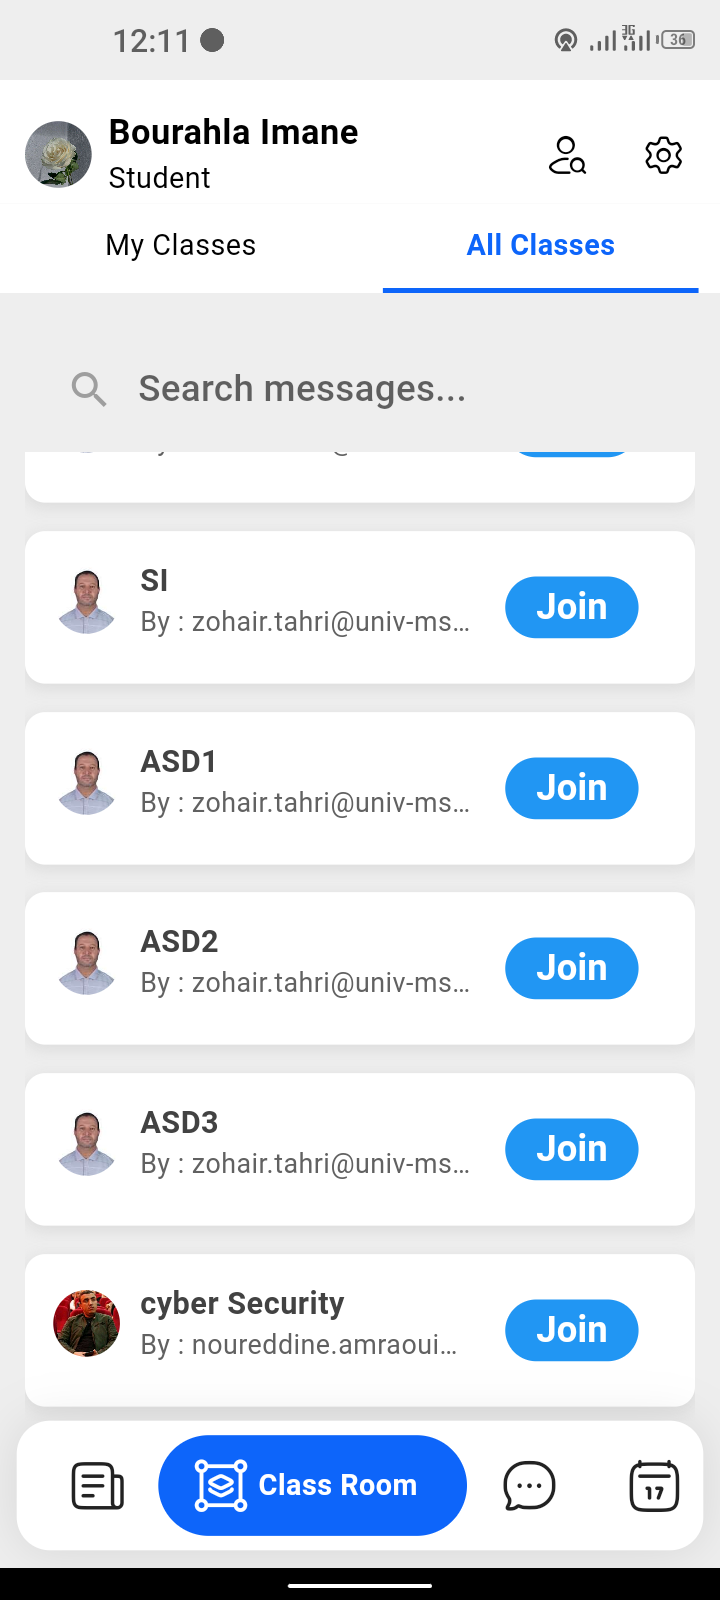 12:11
3G
36
Bourahla Imane
Student
My Classes
All Classes
Search messages...
SI
By : zohair.tahri@univ-ms...
Join
ASD1
By : zohair.tahri@univ-ms...
Join
ASD2
By : zohair.tahri@univ-ms...
Join
ASD3
By : zohair.tahri@univ-ms...
Join
cyber Security
By : noureddine.amraoui...
Join
Class Room
17